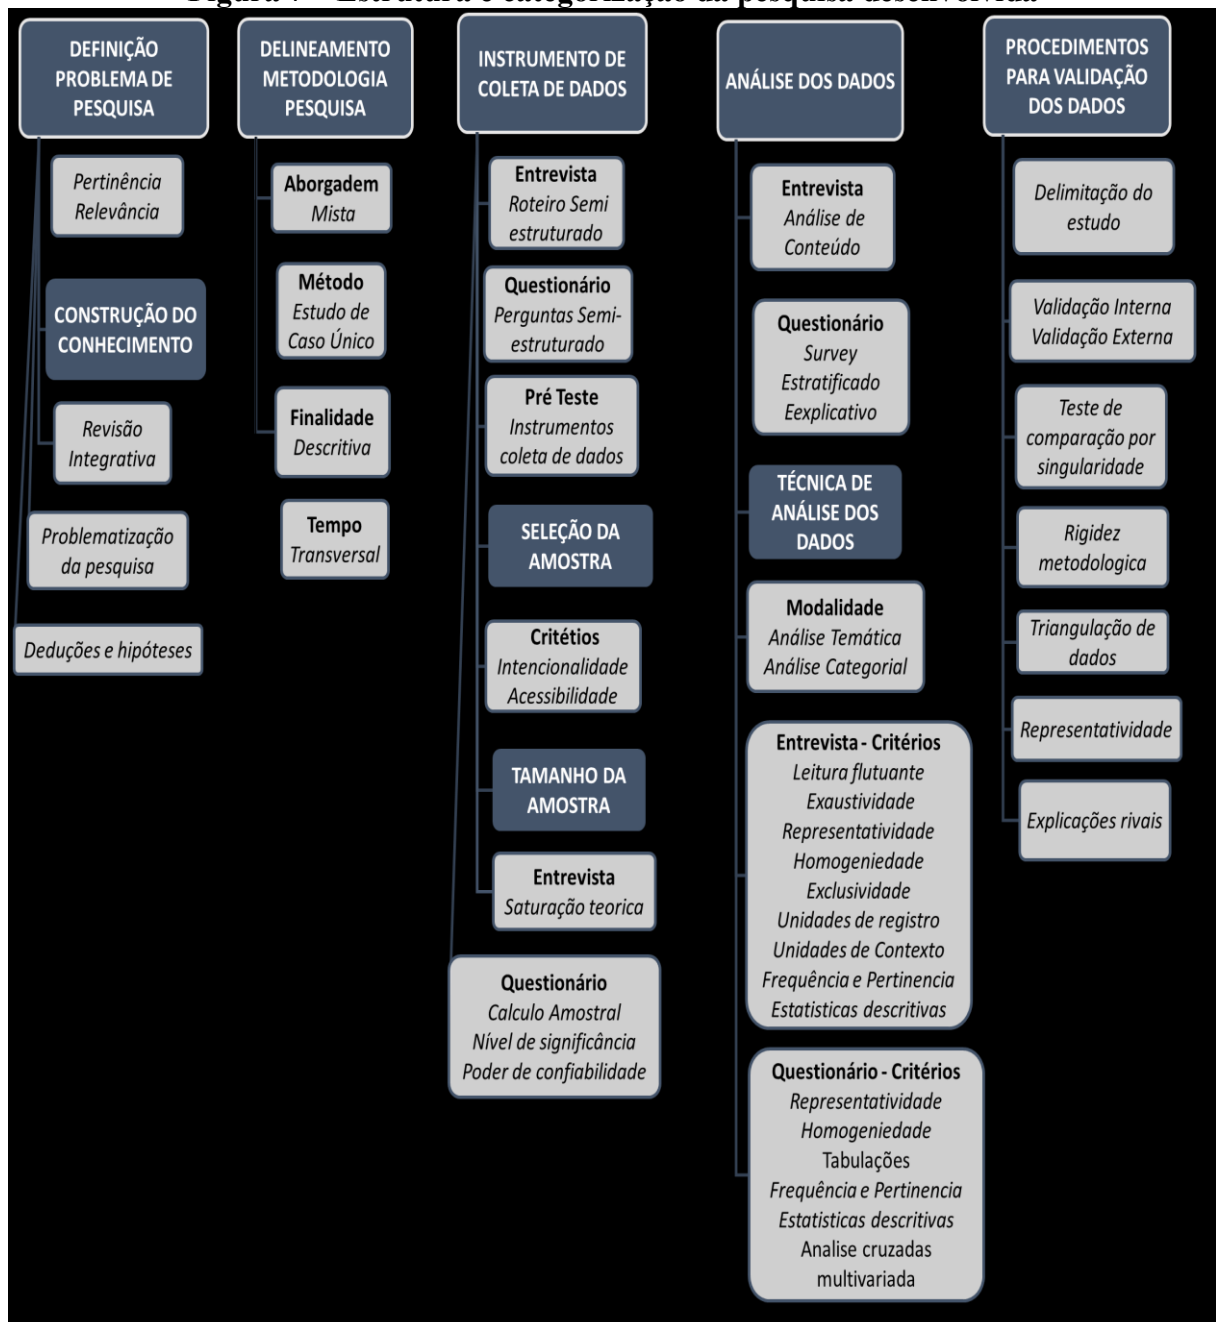 DEFINIÇÃO
PROBLEMA DE
PESQUISA
Pertinência
Relevância
CONSTRUÇÃO DO
CONHECIMENTO
Revisão
Integrativa
Problematização
da pesquisa
Deduções e hipóteses
DELINEAMENTO
METODOLOGIA
PESQUISA
Aborgadem
Mista
Método
Estudo de
Caso Único
Finalidade
Descritiva
Tempo
Transversal
INSTRUMENTO DE
COLETA DE DADOS
Entrevista
Roteiro Semi
estruturado
Questionário
Perguntas Semi-
estruturado
Pré Teste
Instrumentos
coleta de dados
SELEÇÃO DA
AMOSTRA
Critétios
Intencionalidade
Acessibilidade
TAMANHO DA
AMOSTRA
Entrevista
Saturação teorica
Questionário
Calculo Amostral
Nível de significância
Poder de confiabilidade
ANÁLISE DOS DADOS
Entrevista
Análise de
Conteúdo
Questionário
Survey
Estratificado
Eexplicativo
TÉCNICA DE
ANÁLISE DOS
DADOS
Modalidade
Análise Temática
Análise Categorial
Entrevista - Critérios
Leitura flutuante
Exaustividade
Representatividade
Homogeniedade
Exclusividade
Unidades de registro
Unidades de Contexto
Frequência e Pertinencia
Estatisticas descritivas
Questionário - Critérios
Representatividade
Homogeniedade
Tabulações
Frequência e Pertinencia
Estatisticas descritivas
Analise cruzadas
multivariada
PROCEDIMENTOS
PARA VALIDAÇÃO
DOS DADOS
Delimitação do
estudo
Validação Interna
Validação Externa
Teste de
comparação por
singularidade
Rigidez
metodologica
Triangulação de
dados
Representatividade
Explicações rivais